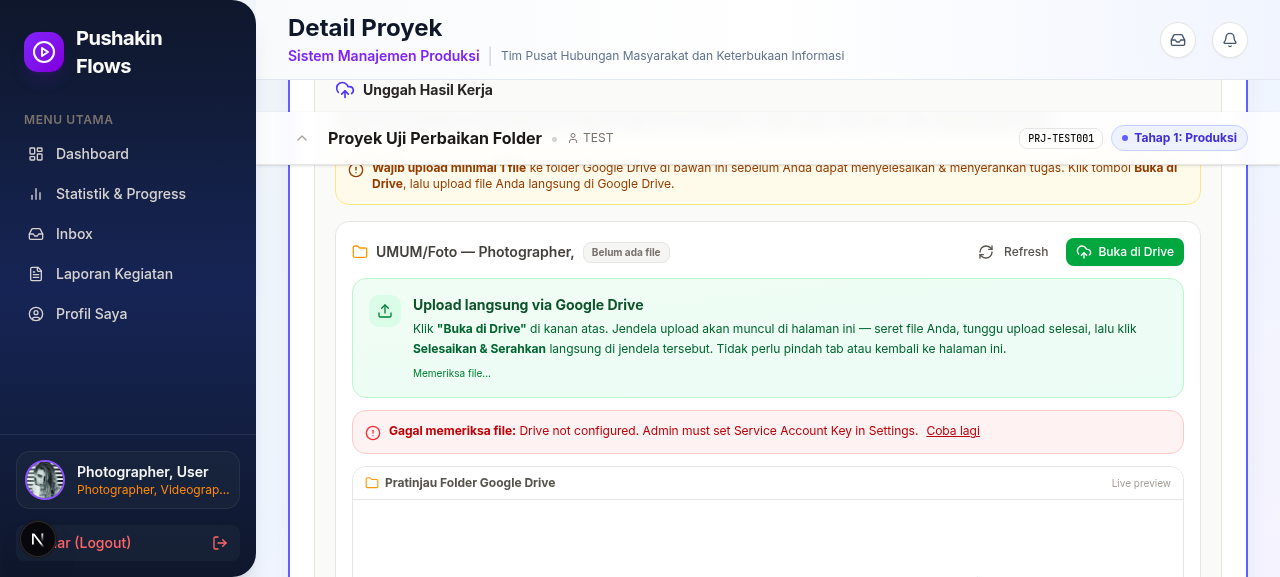 Pushakin
Flows
MENU UTAMA
Dashboard
Statistik & Progress
Inbox
Laporan Kegiatan
Profil Saya
Photographer, User
Photographer, Videograp...
ar (Logout)
Detail Proyek
Sistem Manajemen Produksi
Tim Pusat Hubungan Masyarakat dan Keterbukaan Informasi
Unggah Hasil Kerja
Proyek Uji Perbaikan Folder
TEST
PRJ-TEST001
Tahap 1: Produksi
Wajib upload minimal 1 file ke folder Google Drive di bawah ini sebelum Anda dapat menyelesaikan & menyerahkan tugas. Klik tombol Buka di
Drive, lalu upload file Anda langsung di Google Drive.
UMUM/Foto — Photographer,
Belum ada file
Refresh
Buka di Drive
Upload langsung via Google Drive
Klik "Buka di Drive" di kanan atas. Jendela upload akan muncul di halaman ini — seret file Anda, tunggu upload selesai, lalu klik
Selesaikan & Serahkan langsung di jendela tersebut. Tidak perlu pindah tab atau kembali ke halaman ini.
Memeriksa file...
Gagal memeriksa file: Drive not configured. Admin must set Service Account Key in Settings. Coba lagi
Pratinjau Folder Google Drive
Live preview